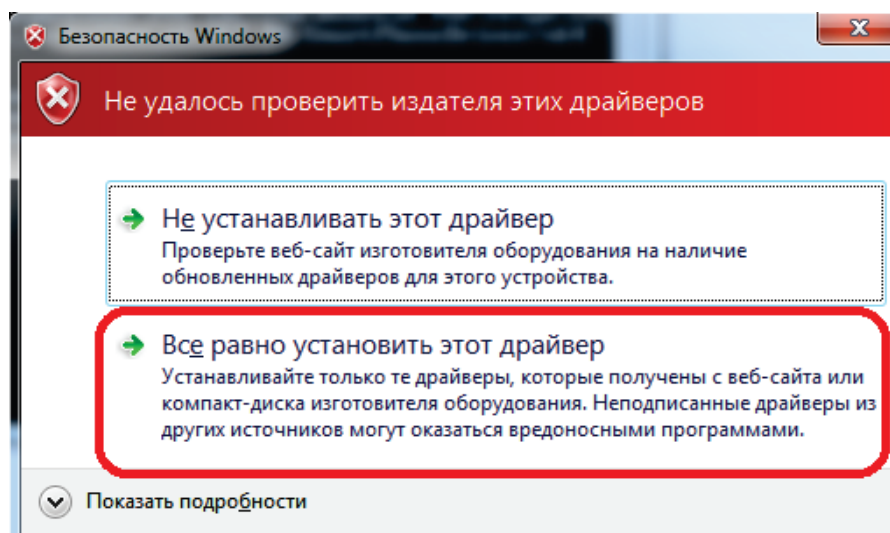 Безопасность Windows
Не удалось проверить издателя этих драйверов
Не устанавливать этот драйвер
Проверьте веб-сайт изготовителя оборудования на наличие
обновленных драйверов для этого устройства.
Все равно установить этот драйвер
Устанавливайте только те драйверы, которые получены с веб-сайта или
компакт-диска изготовителя оборудования. Неподписанные драйверы из
других источников могут оказаться вредоносными программами.
Показать подробности